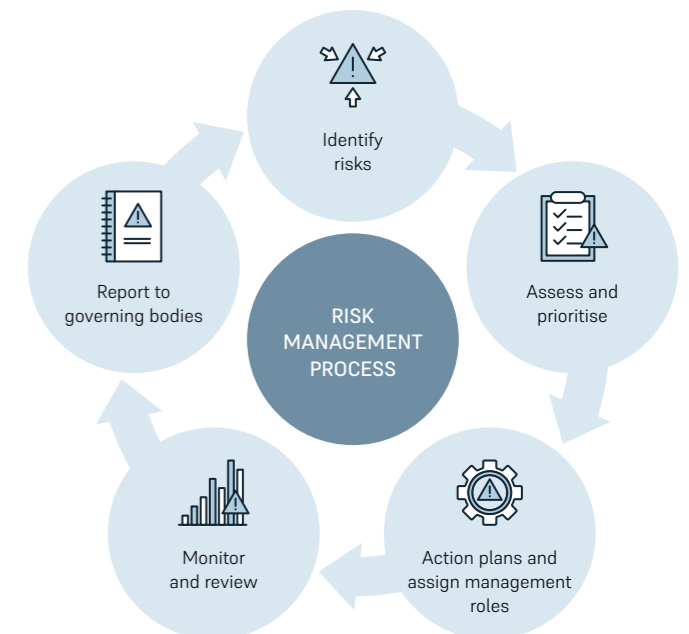 Identify
risks
Assess and
prioritise
Action plans and
assign management
roles
Monitor
and review
Report to
governing bodies
RISK
MANAGEMENT
PROCESS